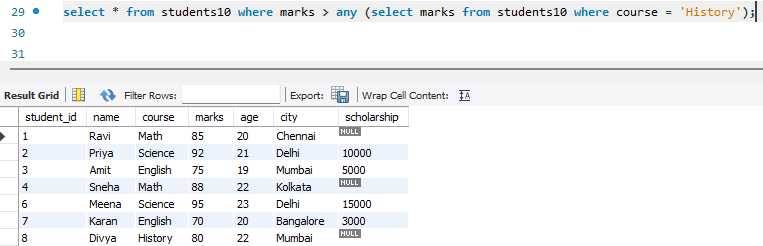 29 select * from students10 where marks > any (select marks from students10 where course = 'History');
30
31
Result Grid Filter Rows: Export: Wrap Cell Content:
student_id name course marks age city scholarship
1 Ravi Math 85 20 Chennai NULL
2 Priya Science 92 21 Delhi 10000
3 Amit English 75 19 Mumbai 5000
4 Sneha Math 88 22 Kolkata NULL
6 Meena Science 95 23 Delhi 15000
7 Karan English 70 20 Bangalore 3000
8 Divya History 80 22 Mumbai NULL